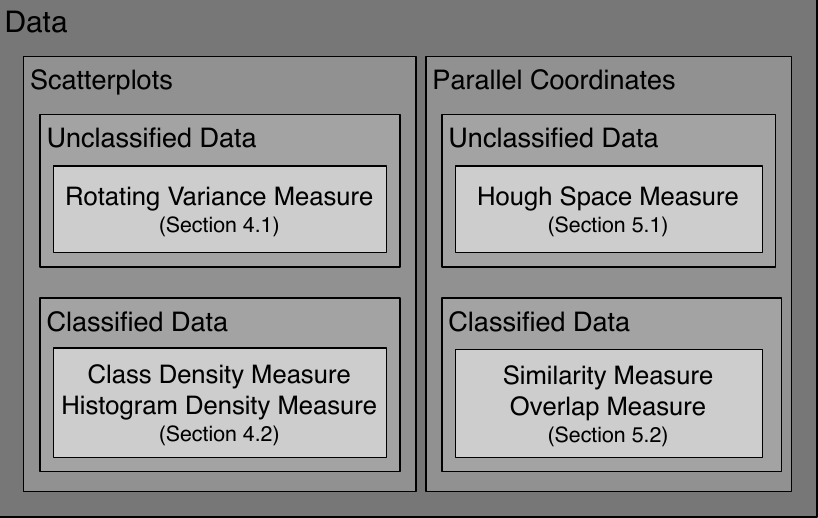 Data
Scatterplots
Unclassified Data
Rotating Variance Measure
(Section 4.1)
Classified Data
Class Density Measure
Histogram Density Measure
(Section 4.2)
Parallel Coordinates
Unclassified Data
Hough Space Measure
(Section 5.1)
Classified Data
Similarity Measure
Overlap Measure
(Section 5.2)